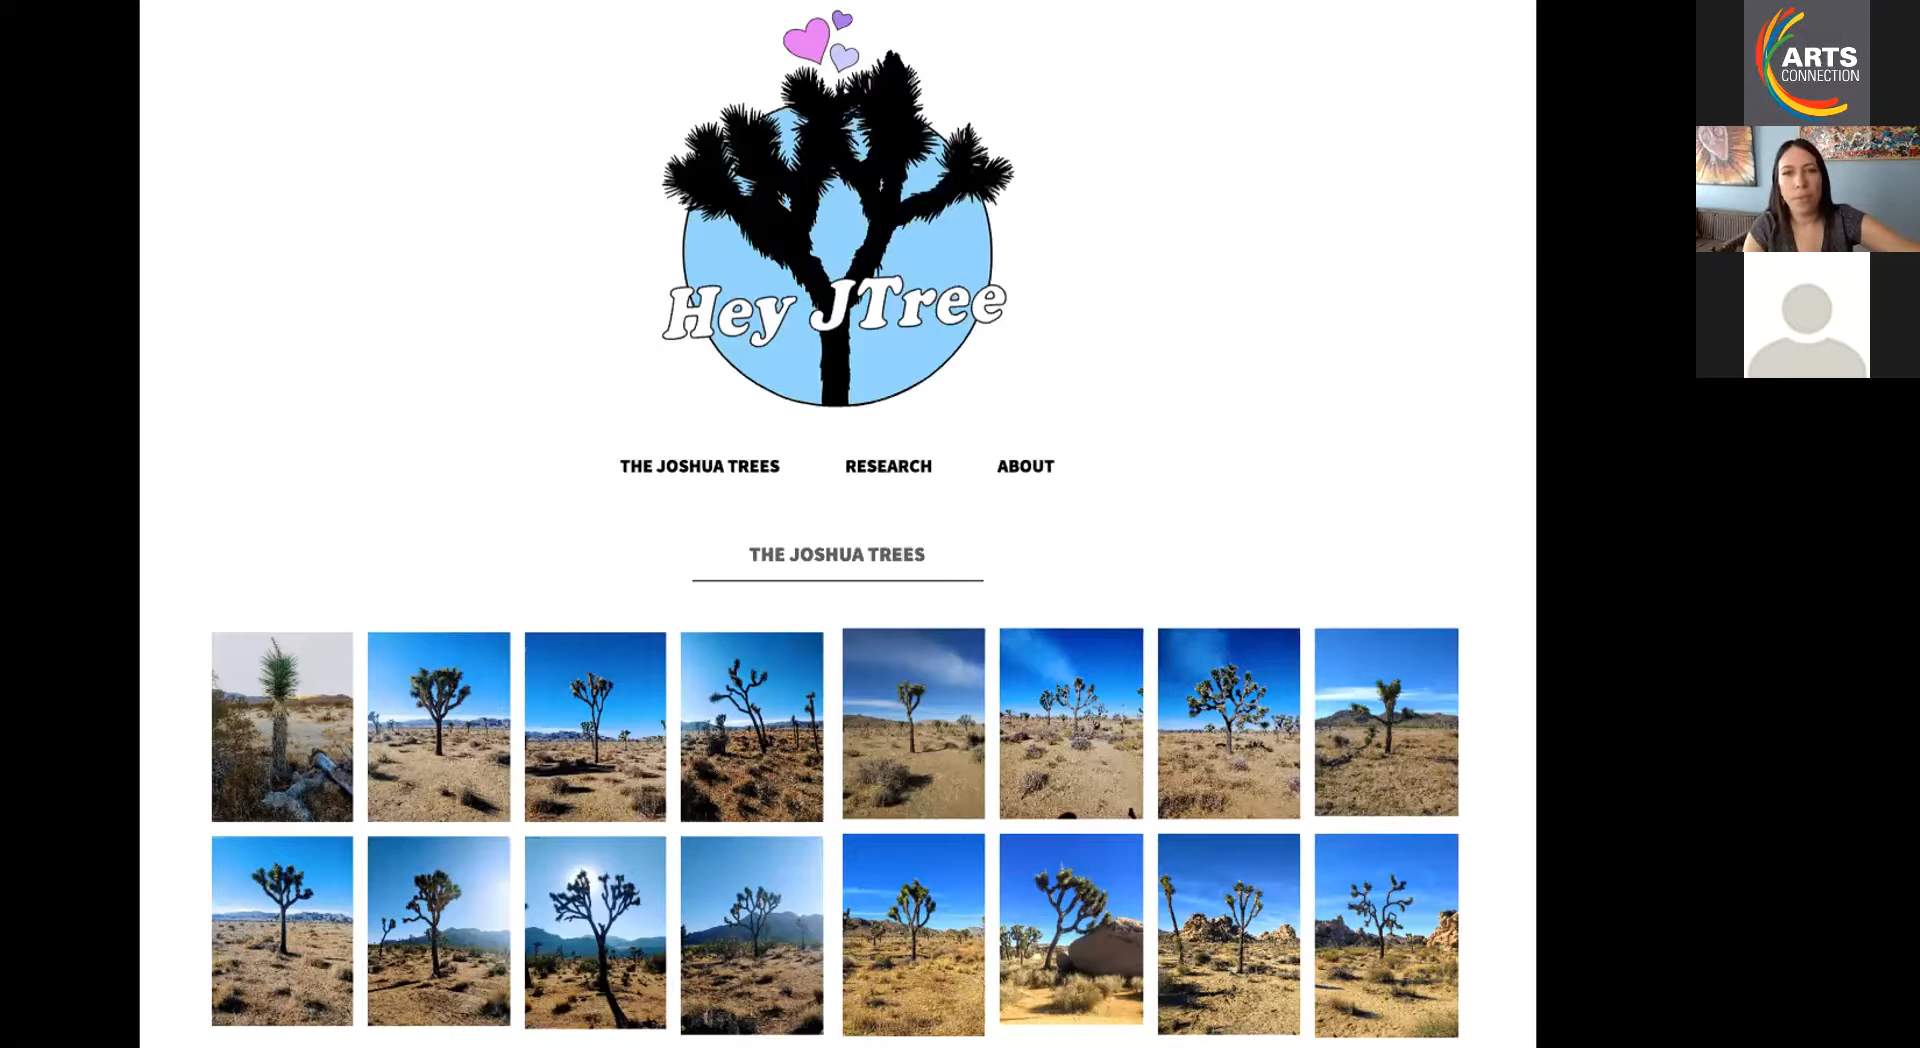 Hey JTree
THE JOSHUA TREES
RESEARCH
ABOUT
THE JOSHUA TREES
ARTS
CONNECTION